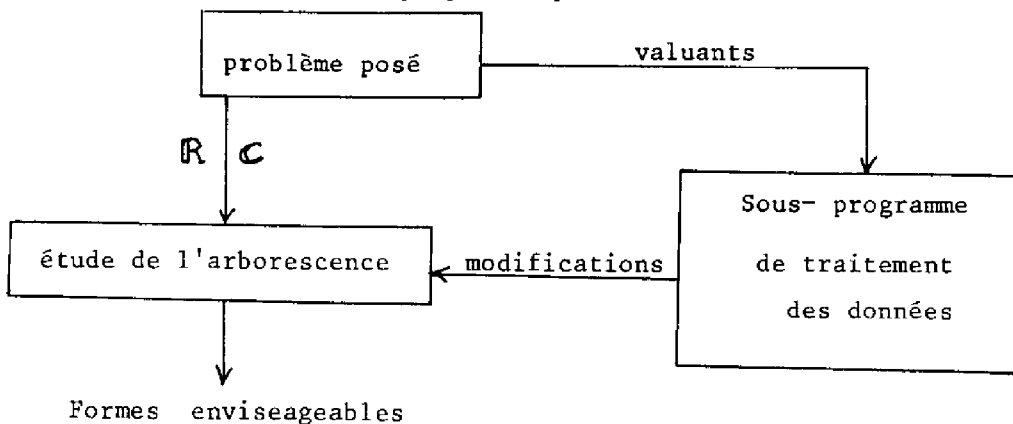 problème posé
valuants
ℝ ℂ
Sous- programme
de traitement
des données
étude de l'arborescence
modifications
Formes enviseageables